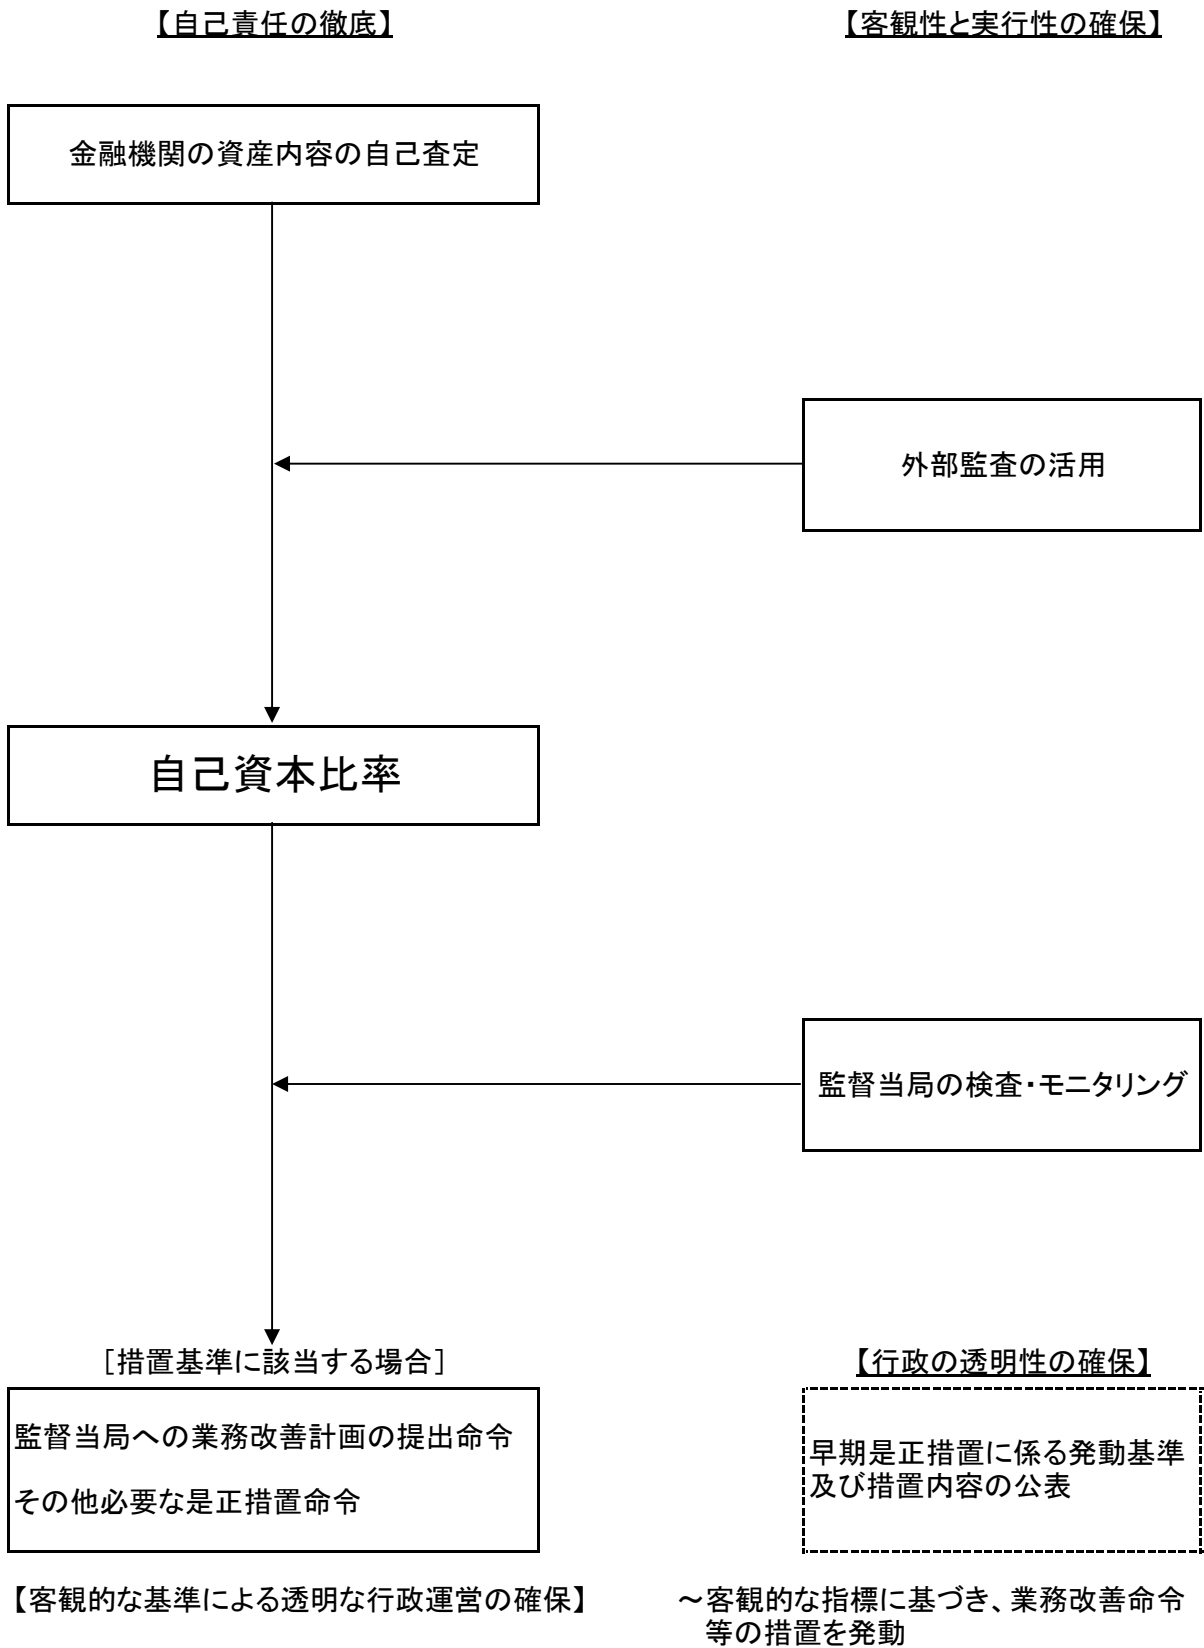 【自己責任の徹底】
【客観性と実行性の確保】
金融機関の資産内容の自己査定
外部監査の活用
自己資本比率
監督当局の検査・モニタリング
［措置基準に該当する場合］
【行政の透明性の確保】
監督当局への業務改善計画の提出命令
その他必要な是正措置命令
早期是正措置に係る発動基準
及び措置内容の公表
【客観的な基準による透明な行政運営の確保】
～客観的な指標に基づき、業務改善命令
等の措置を発動